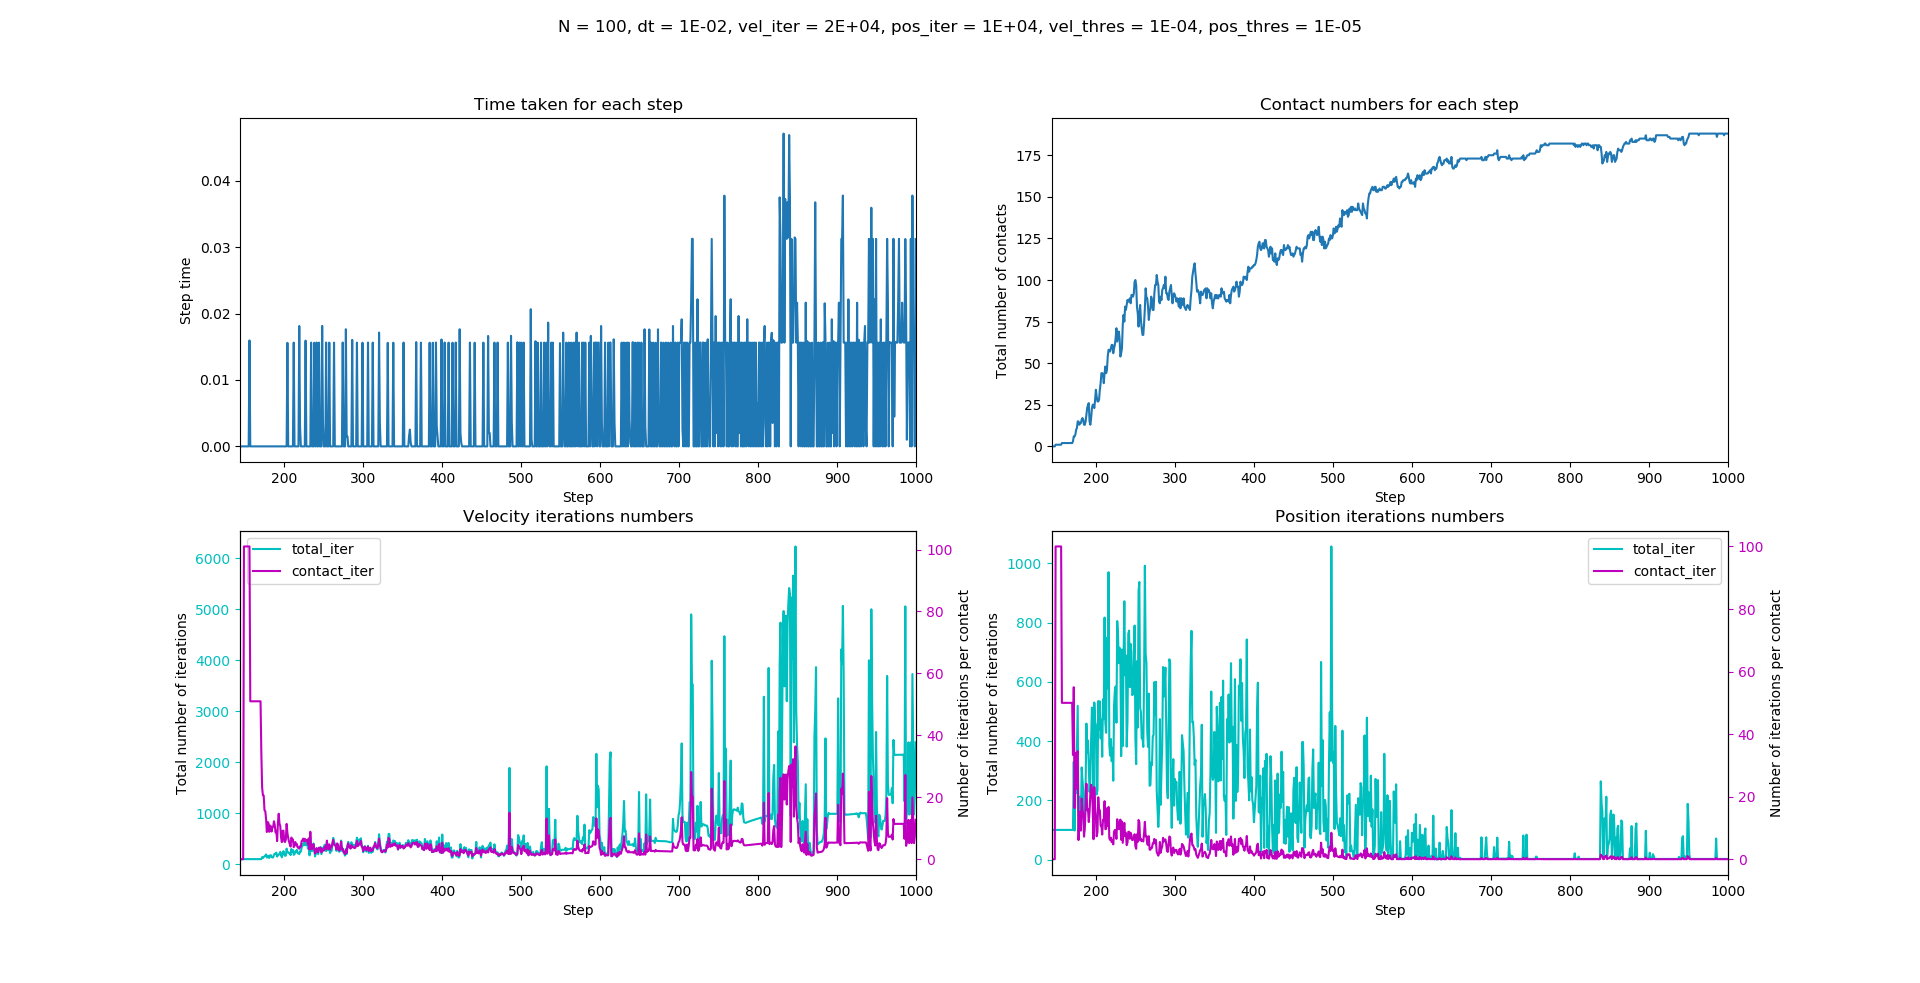 N = 100, dt = 1E-02, vel_iter = 2E+04, pos_iter = 1E+04, vel_thres = 1E-04, pos_thres = 1E-05
Time taken for each step
Step time
0.04
0.03
0.02
0.01
0.00
200 300 400 500 600 700 800 900 1000
Step
Contact numbers for each step
Total number of contacts
175
150
125
100
75
50
25
0
200 300 400 500 600 700 800 900 1000
Step
Velocity iterations numbers
total_iter
contact_iter
Total number of iterations
6000
5000
4000
3000
2000
1000
0
100
80
60
40
20
0
Number of iterations per contact
200 300 400 500 600 700 800 900 1000
Step
Position iterations numbers
total_iter
contact_iter
Total number of iterations
1000
800
600
400
200
0
100
80
60
40
20
0
Number of iterations per contact
200 300 400 500 600 700 800 900 1000
Step